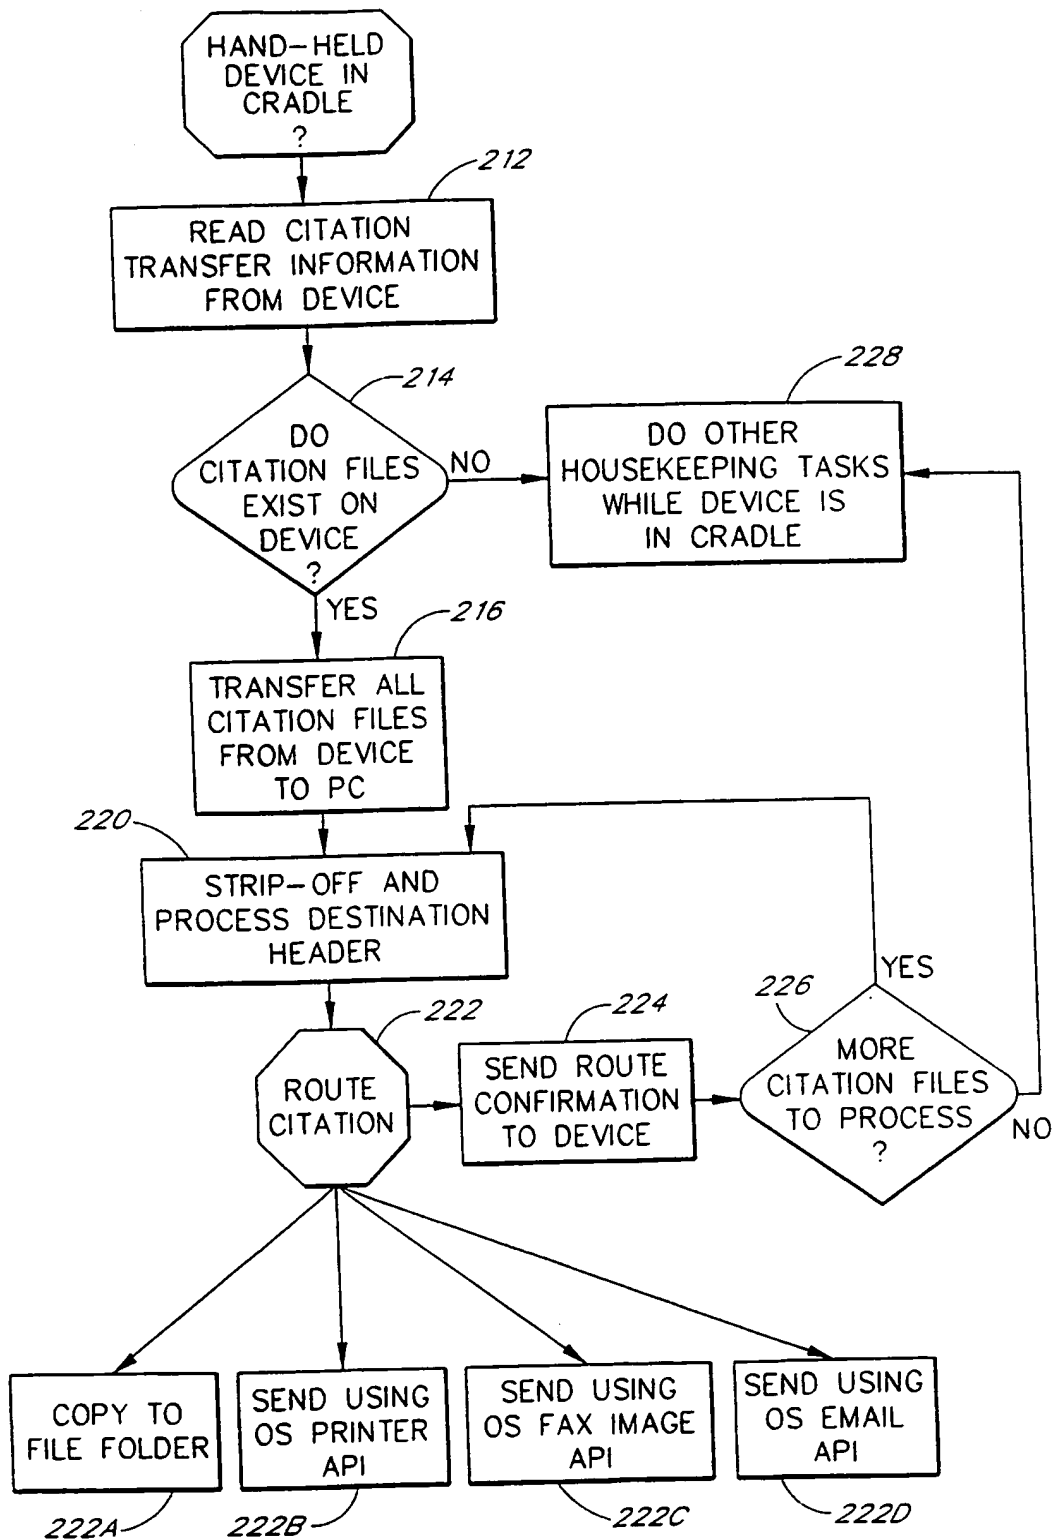 HAND-HELD
DEVICE IN
CRADLE
?
212
READ CITATION
TRANSFER INFORMATION
FROM DEVICE
214
DO
CITATION FILES
EXIST ON
DEVICE
?
NO
228
DO OTHER
HOUSEKEEPING TASKS
WHILE DEVICE IS
IN CRADLE
YES
216
TRANSFER ALL
CITATION FILES
FROM DEVICE
TO PC
220
STRIP-OFF AND
PROCESS DESTINATION
HEADER
222
ROUTE
CITATION
224
SEND ROUTE
CONFIRMATION
TO DEVICE
226
YES
MORE
CITATION FILES
TO PROCESS
?
NO
COPY TO
FILE FOLDER
222A
SEND USING
OS PRINTER
API
222B
SEND USING
OS FAX IMAGE
API
222C
SEND USING
OS EMAIL
API
222D